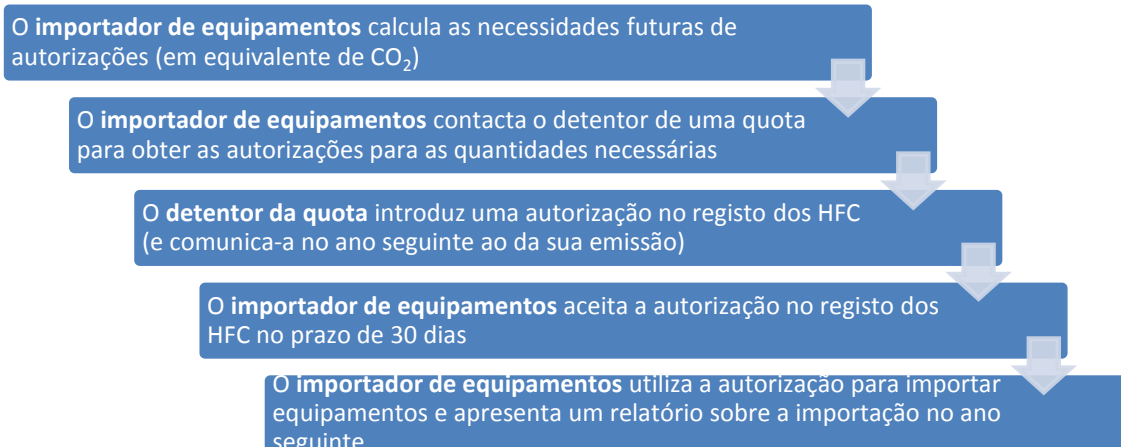 O importador de equipamentos calcula as necessidades futuras de
autorizações (em equivalente de CO₂)
O importador de equipamentos contacta o detentor de uma quota
para obter as autorizações para as quantidades necessárias
O detentor da quota introduz uma autorização no registo dos HFC
(e comunica-a no ano seguinte ao da sua emissão)
O importador de equipamentos aceita a autorização no registo dos
HFC no prazo de 30 dias
O importador de equipamentos utiliza a autorização para importar
equipamentos e apresenta um relatório sobre a importação no ano
seguinte